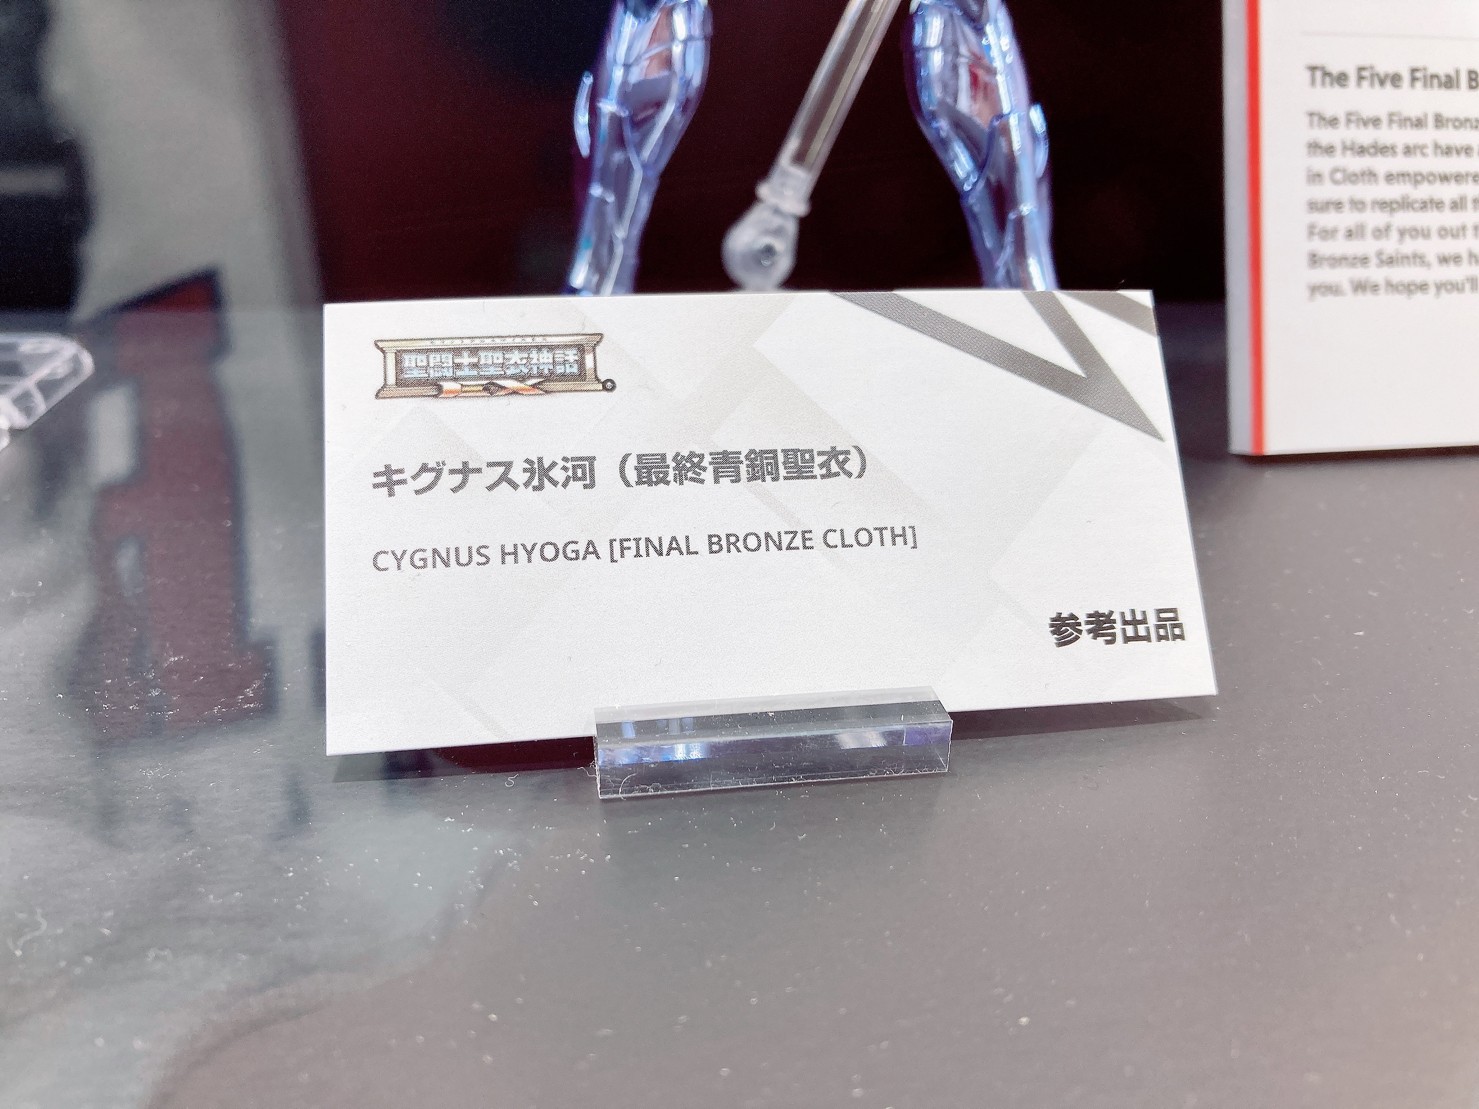 聖闘士聖衣神話
EX
キグナス氷河（最終青銅聖衣）
CYGNUS HYOGA [FINAL BRONZE CLOTH]
参考出品
The Five Final B
The Five Final Bronz
the Hades arc have
in Cloth empowere
sure to replicate all t
For all of you out t
Bronze Saints, we h
you. We hope you'll